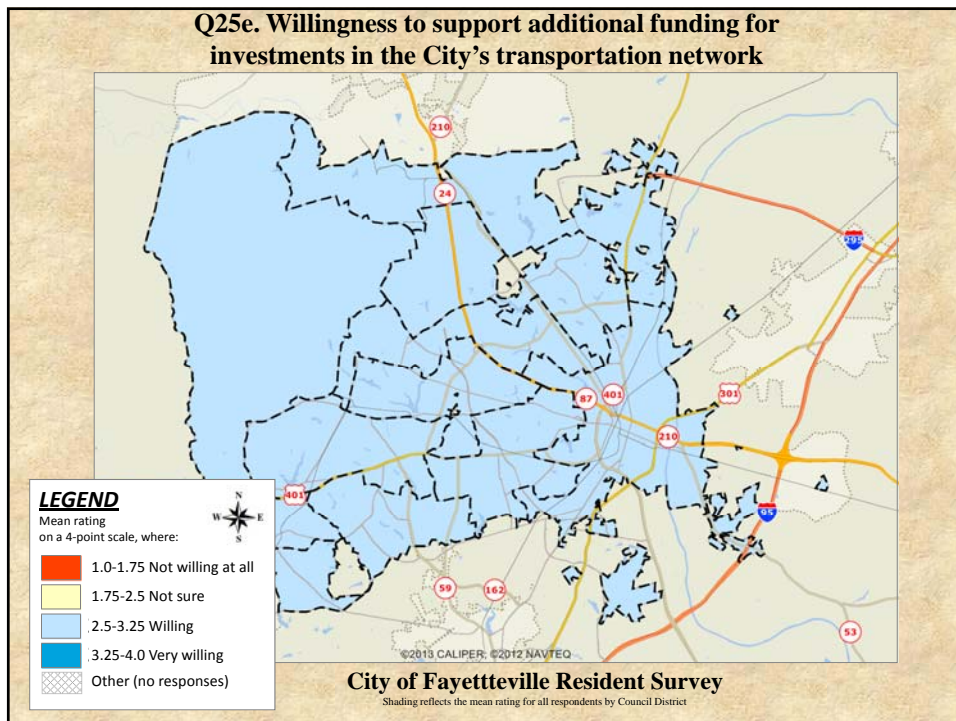 Q25e. Willingness to support additional funding for
investments in the City's transportation network
210
24
295
87
401
301
210
401
95
59
162
53
LEGEND
Mean rating
on a 4-point scale, where:
N
W E
S
1.0-1.75 Not willing at all
1.75-2.5 Not sure
2.5-3.25 Willing
3.25-4.0 Very willing
Other (no responses)
©2013 CALIPER; ©2012 NAVTEQ
City of Fayettteville Resident Survey
Shading reflects the mean rating for all respondents by Council District